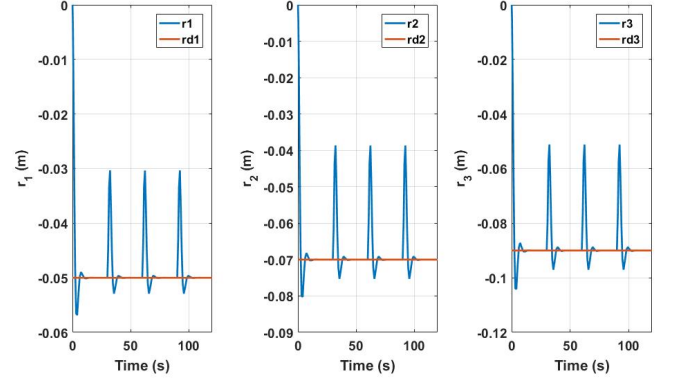 0
-0.01
-0.02
-0.03
-0.04
-0.05
-0.06
r1 (m)
0
50
100
Time (s)
r1
rd1
0
-0.01
-0.02
-0.03
-0.04
-0.05
-0.06
-0.07
-0.08
-0.09
r2 (m)
0
50
100
Time (s)
r2
rd2
0
-0.02
-0.04
-0.06
-0.08
-0.1
-0.12
r3 (m)
0
50
100
Time (s)
r3
rd3